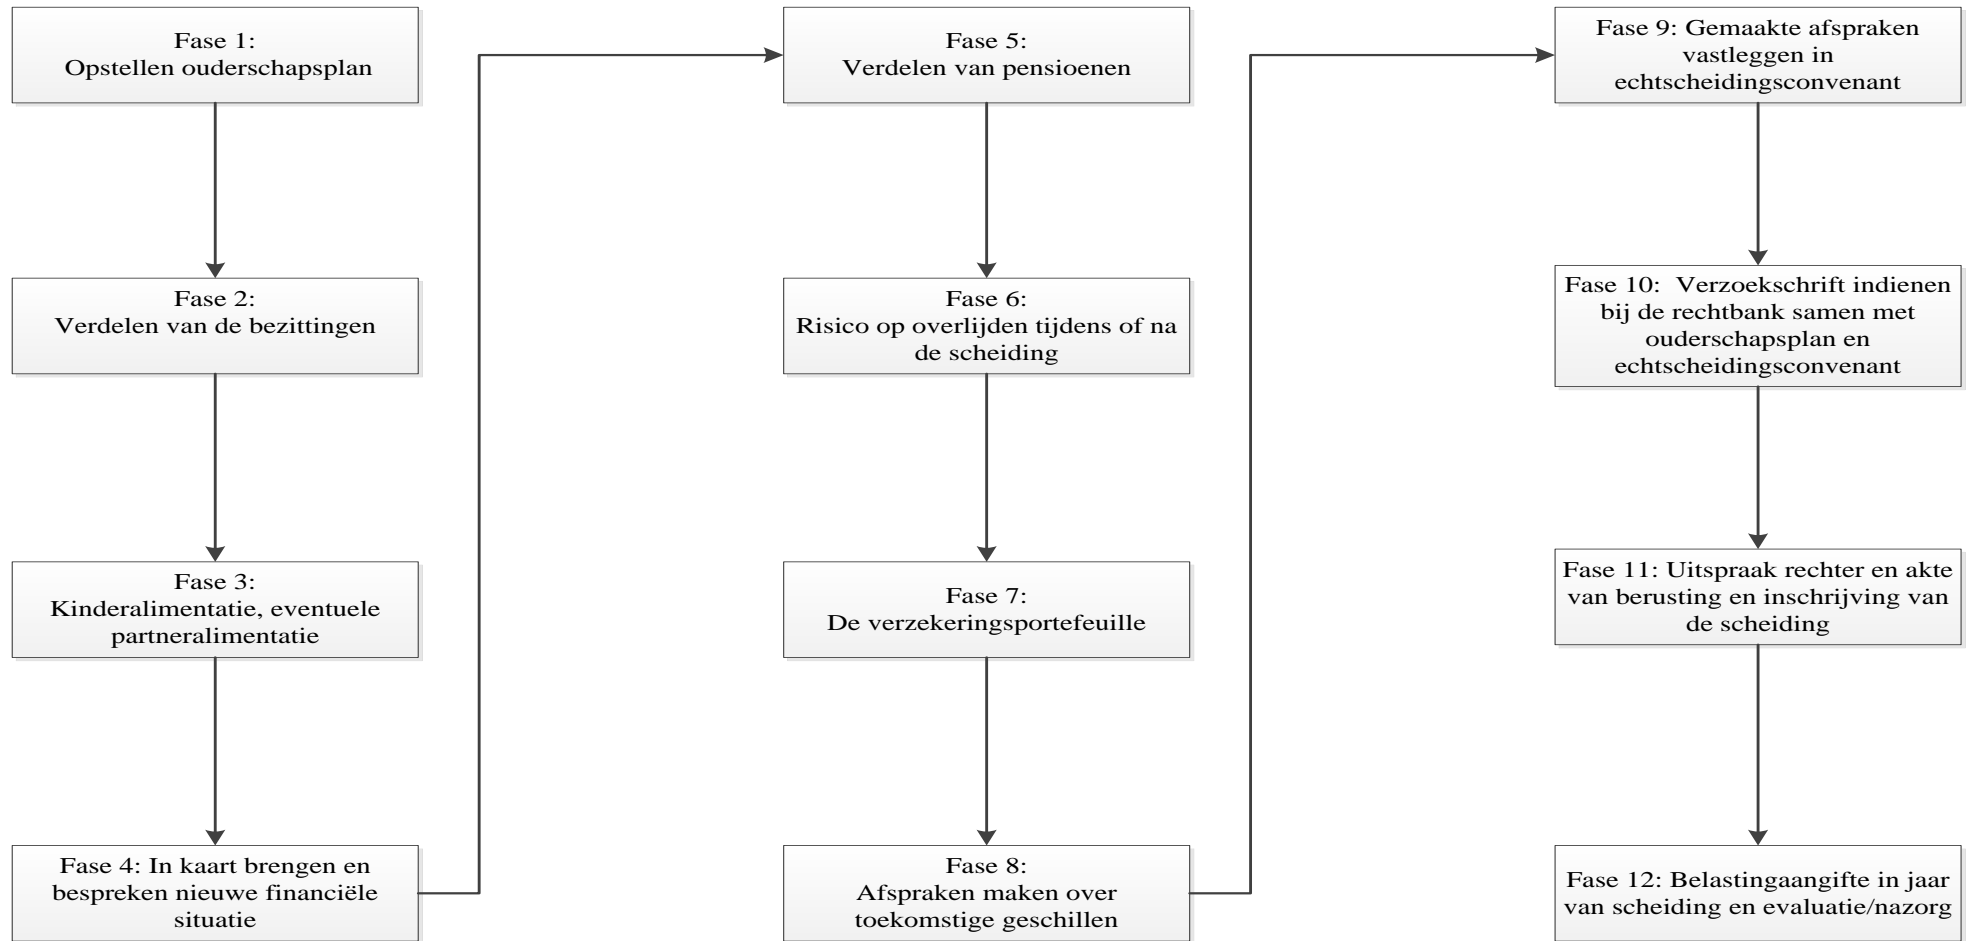 Fase 1:
Opstellen ouderschapsplan
Fase 2:
Verdelen van de bezittingen
Fase 3:
Kinderalimentatie, eventuele
partneralimentatie
Fase 4: In kaart brengen en
bespreken nieuwe financiële
situatie
Fase 5:
Verdelen van pensioenen
Fase 6:
Risico op overlijden tijdens of na
de scheiding
Fase 7:
De verzekeringsportefeuille
Fase 8:
Afspraken maken over
toekomstige geschillen
Fase 9: Gemaakte afspraken
vastleggen in
echtscheidingsconvenant
Fase 10:  Verzoekschrift indienen
bij de rechtbank samen met
ouderschapsplan en
echtscheidingsconvenant
Fase 11: Uitspraak rechter en akte
van berusting en inschrijving van
de scheiding
Fase 12: Belastingaangifte in jaar
van scheiding en evaluatie/nazorg